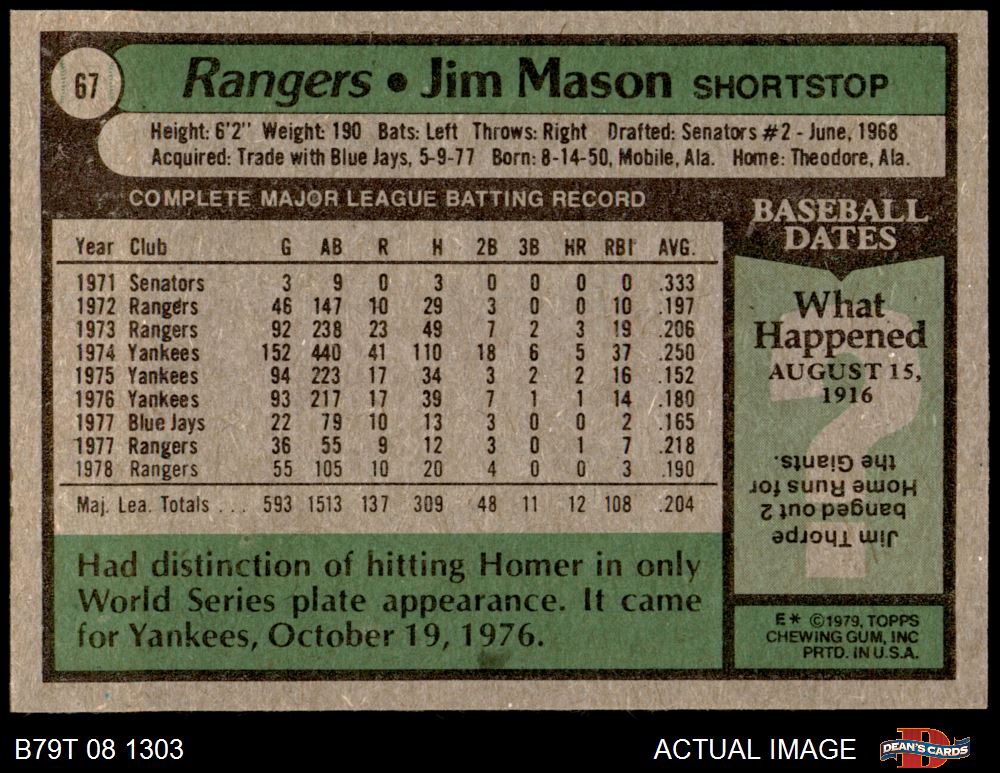 67
Rangers • Jim Mason SHORTSTOP
Height: 6'2" Weight: 190 Bats: Left Throws: Right Drafted: Senators #2 - June, 1968
Acquired: Trade with Blue Jays, 5-9-77 Born: 8-14-50, Mobile, Ala. Home: Theodore, Ala.
COMPLETE MAJOR LEAGUE BATTING RECORD
Year Club G AB R H 2B 3B HR RBI AVG.
1971 Senators 3 9 0 3 0 0 0 0 .333
1972 Rangers 46 147 10 29 3 0 0 10 .197
1973 Rangers 92 238 23 49 7 2 3 19 .206
1974 Yankees 152 440 41 110 18 6 5 37 .250
1975 Yankees 94 223 17 34 3 2 2 16 .152
1976 Yankees 93 217 17 39 7 1 1 14 .180
1977 Blue Jays 22 79 10 13 3 0 0 2 .165
1977 Rangers 36 55 9 12 3 0 1 7 .218
1978 Rangers 55 105 10 20 4 0 0 3 .190
Maj. Lea. Totals . . . 593 1513 137 309 48 11 12 108 .204
Had distinction of hitting Homer in only
World Series plate appearance. It came
for Yankees, October 19, 1976.
BASEBALL
DATES
What
Happened
AUGUST 15,
1916
Jim Thorpe
banged out 2
Home Runs for
the Giants.
E* ©1979, TOPPS
CHEWING GUM, INC
PRTD. IN U.S.A.
B79T 08 1303
ACTUAL IMAGE
DEAN'S CARDS